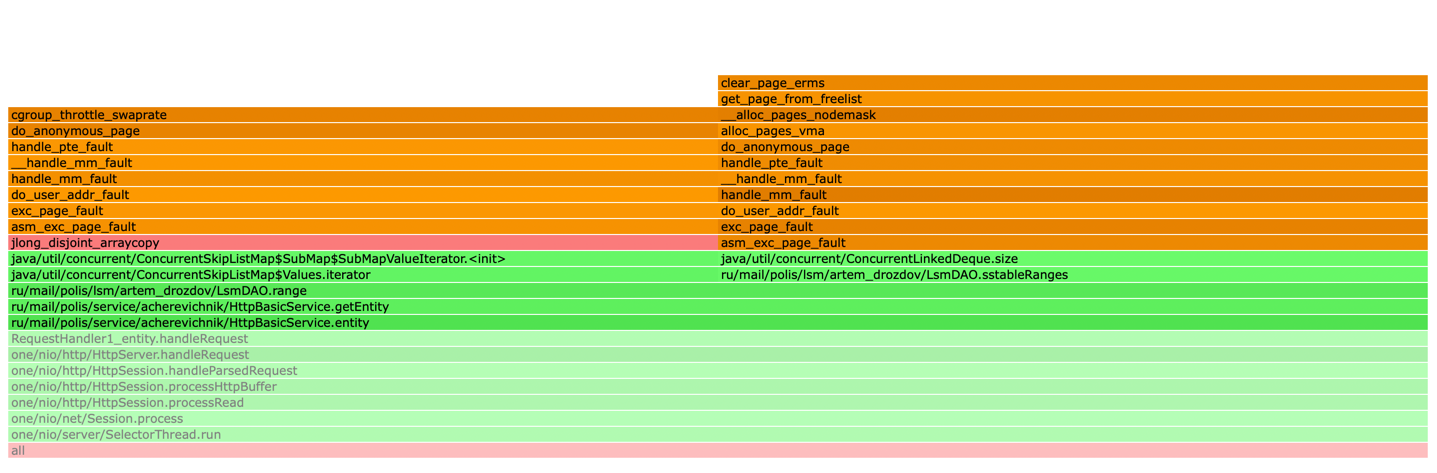 clear_page_erms
get_page_from_freelist
cgroup_throttle_swaprate __alloc_pages_nodemask
do_anonymous_page alloc_pages_vma
handle_pte_fault do_anonymous_page
__handle_mm_fault handle_pte_fault
handle_mm_fault __handle_mm_fault
do_user_addr_fault handle_mm_fault
exc_page_fault do_user_addr_fault
asm_exc_page_fault exc_page_fault
jlong_disjoint_arraycopy asm_exc_page_fault
java/util/concurrent/ConcurrentSkipListMap$SubMap$SubMapValueIterator.<init> java/util/concurrent/ConcurrentLinkedDeque.size
java/util/concurrent/ConcurrentSkipListMap$Values.iterator ru/mail/polis/lsm/artem_drozdov/LsmDAO.sstableRanges
ru/mail/polis/lsm/artem_drozdov/LsmDAO.range
ru/mail/polis/service/acherevichnik/HttpBasicService.getEntity
ru/mail/polis/service/acherevichnik/HttpBasicService.entity
RequestHandler1_entity.handleRequest
one/nio/http/HttpServer.handleRequest
one/nio/http/HttpSession.handleParsedRequest
one/nio/http/HttpSession.processHttpBuffer
one/nio/http/HttpSession.processRead
one/nio/net/Session.process
one/nio/server/SelectorThread.run
all